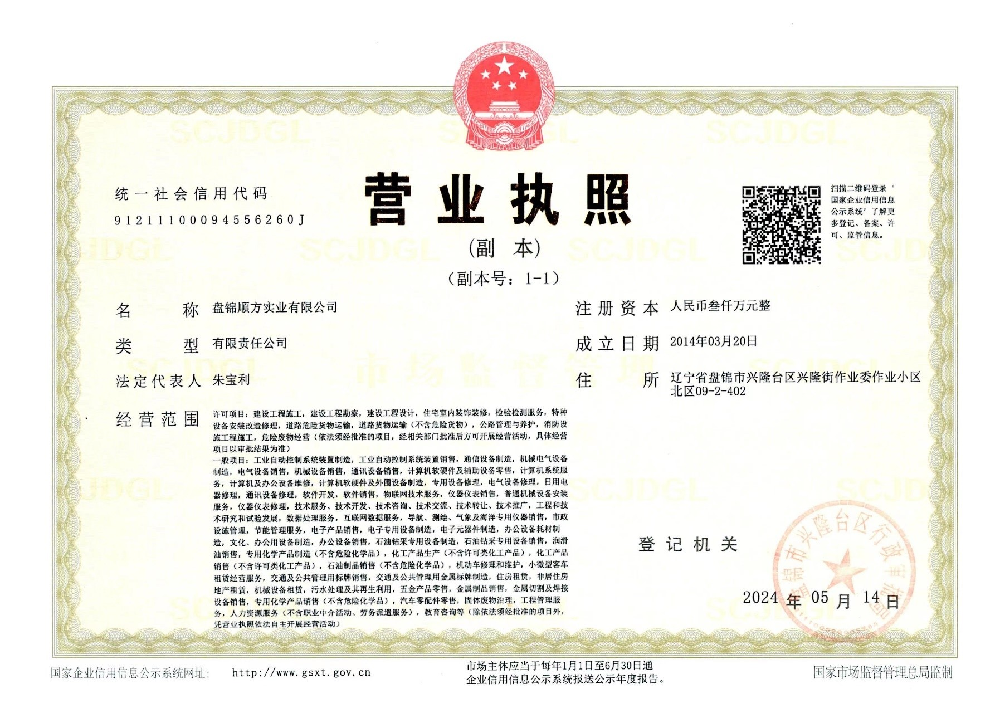 统一社会信用代码
91211100094556260J
营业执照
(副 本)
（副本号：1-1）
扫描二维码登录‘
国家企业信用信息
公示系统’了解更
多登记、备案、许
可、监管信息。
名 称 盘锦顺方实业有限公司
类 型 有限责任公司
法定代表人 朱宝利
注册资本 人民币叁仟万元整
成立日期 2014年03月20日
住 所 辽宁省盘锦市兴隆台区兴隆街作业委作业小区
北区09-2-402
经营范围 许可项目：建设工程施工，建设工程勘察，建设工程设计，住宅室内装饰装修，检验检测服务，特种
设备安装改造修理，道路危险货物运输，道路货物运输（不含危险货物），公路管理与养护，消防设
施工程施工，危险废物经营（依法须经批准的项目，经相关部门批准后方可开展经营活动，具体经营
项目以审批结果为准）
一般项目：工业自动控制系统装置制造，工业自动控制系统装置销售，通信设备制造，机械电气设备
制造，电气设备销售，机械设备销售，通讯设备销售，计算机软硬件及辅助设备零售，计算机系统服
务，计算机及办公设备维修，计算机软硬件及外围设备制造，专用设备修理，电气设备修理，日用电
器修理，通讯设备修理，软件开发，软件销售，物联网技术服务，仪器仪表销售，普通机械设备安装
服务，仪器仪表修理，技术服务、技术开发、技术咨询、技术交流、技术转让、技术推广，工程和技
术研究和试验发展，数据处理服务，互联网数据服务，导航、测绘、气象及海洋专用仪器销售，市政
设施管理，节能管理服务，电子产品销售，电子专用设备制造，电子元器件制造，办公设备耗材制
造，文化、办公用设备制造，办公设备销售，石油钻采专用设备制造，石油钻采专用设备销售，润滑
油销售，专用化学产品制造（不含危险化学品），化工产品生产（不含许可类化工产品），化工产品
销售（不含许可类化工产品），石油制品销售（不含危险化学品），机动车修理和维护，小微型客车
租赁经营服务，交通及公共管理用标牌销售，交通及公共管理用金属标牌制造，住房租赁，非居住房
地产租赁，机械设备租赁，污水处理及其再生利用，五金产品零售，金属制品销售，金属切割及焊接
设备销售，专用化学产品销售（不含危险化学品），汽车零配件零售，固体废物治理，工程管理服
务，人力资源服务（不含职业中介活动、劳务派遣服务），教育咨询等（除依法须经批准的项目外，
凭营业执照依法自主开展经营活动）
登记机关
盘锦市兴隆台区行政审批局
2024 年 05 月 14 日
国家企业信用信息公示系统网址： http://www.gsxt.gov.cn
市场主体应当于每年1月1日至6月30日通
企业信用信息公示系统报送公示年度报告。
国家市场监督管理总局监制